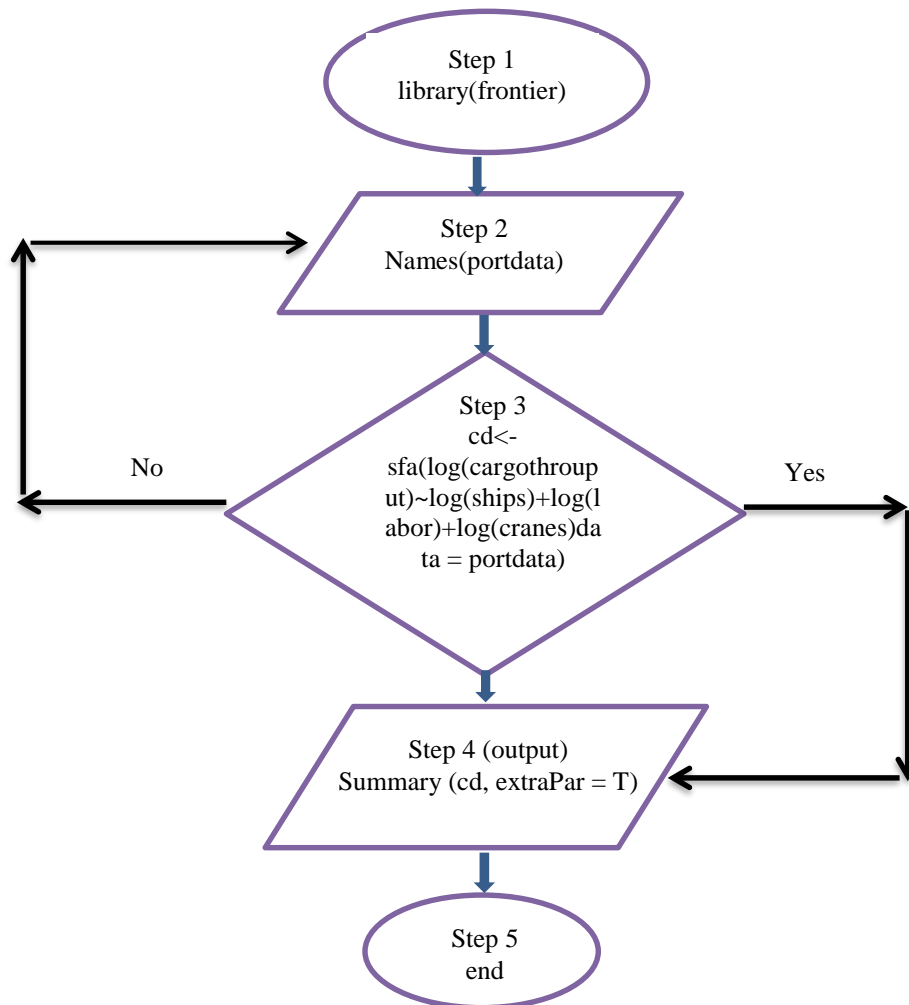 Step 1
library(frontier)
Step 2
Names(portdata)
Step 3
cd<-
sfa(log(cargothroup
ut)~log(ships)+log(l
abor)+log(cranes)da
ta = portdata)
No
Yes
Step 4 (output)
Summary (cd, extraPar = T)
Step 5
end